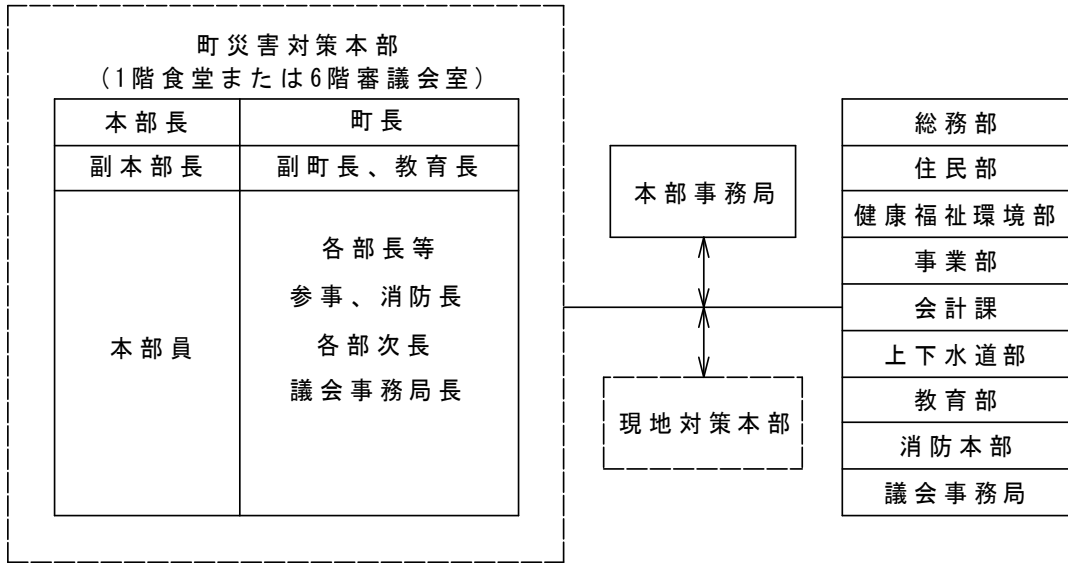 町災害対策本部
(1階食堂または6階審議会室)
本部長 町長
副本部長 副町長、教育長
本部員
各部長等
参事、消防長
各部次長
議会事務局長
本部事務局
現地対策本部
総務部
住民部
健康福祉環境部
事業部
会計課
上下水道部
教育部
消防本部
議会事務局